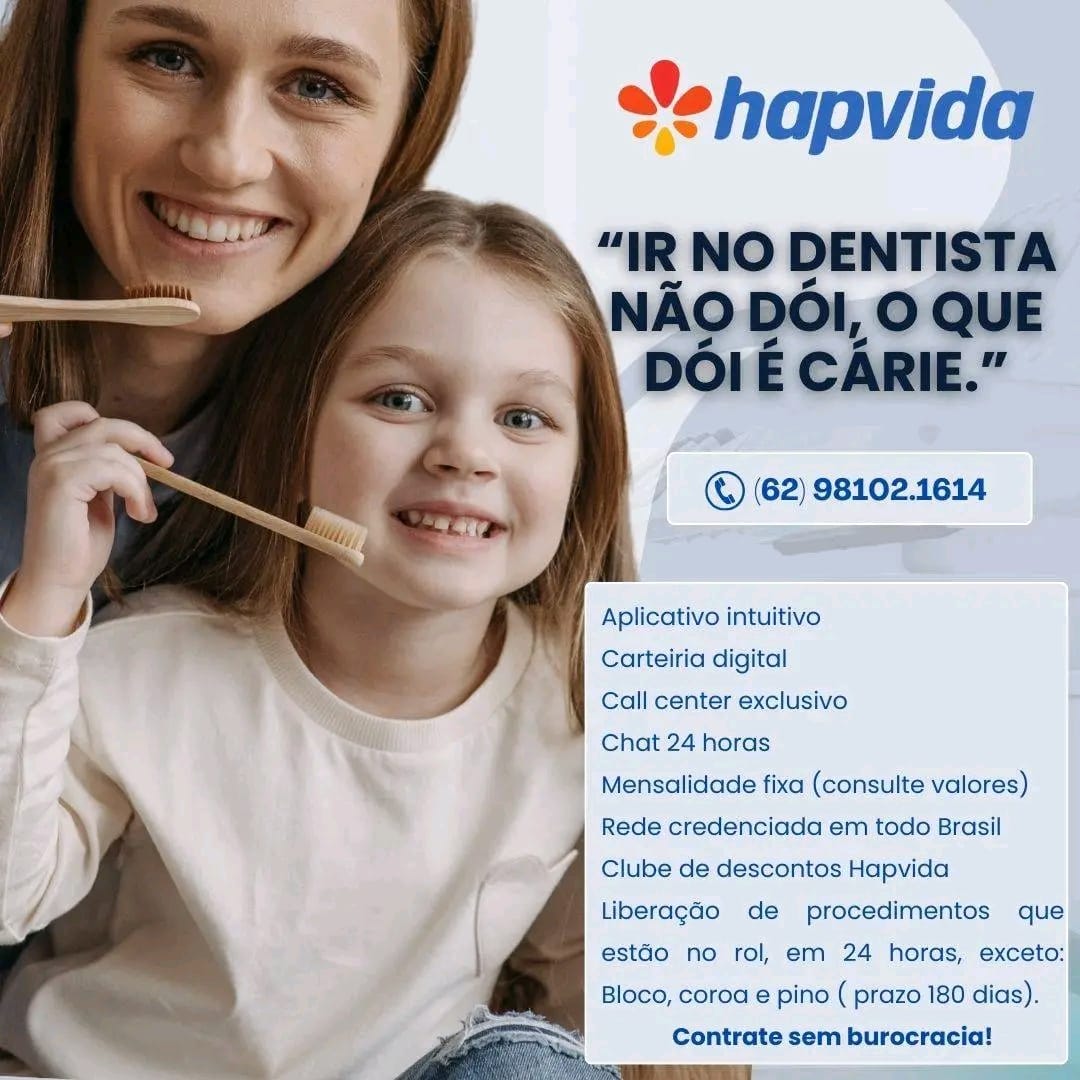 hapvida
“IR NO DENTISTA
NÃO DÓI, O QUE
DÓI É CÁRIE.”
(62) 98102.1614
Aplicativo intuitivo
Carteiria digital
Call center exclusivo
Chat 24 horas
Mensalidade fixa (consulte valores)
Rede credenciada em todo Brasil
Clube de descontos Hapvida
Liberação de procedimentos que
estão no rol, em 24 horas, exceto:
Bloco, coroa e pino ( prazo 180 dias).
Contrate sem burocracia!